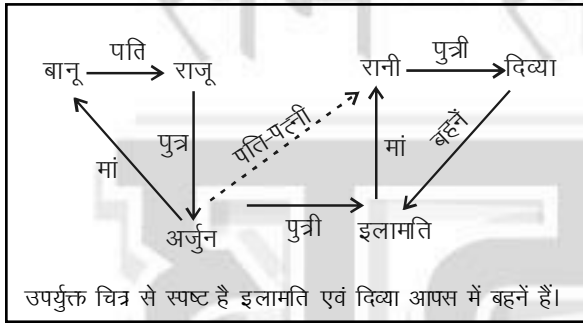 पति
पुत्री
बानू राजू रानी दिव्या
पुत्र पति-पत्नी बहनें
मां मां
अर्जुन पुत्री इलामति
उपर्युक्त चित्र से स्पष्ट है इलामति एवं दिव्या आपस में बहनें हैं।